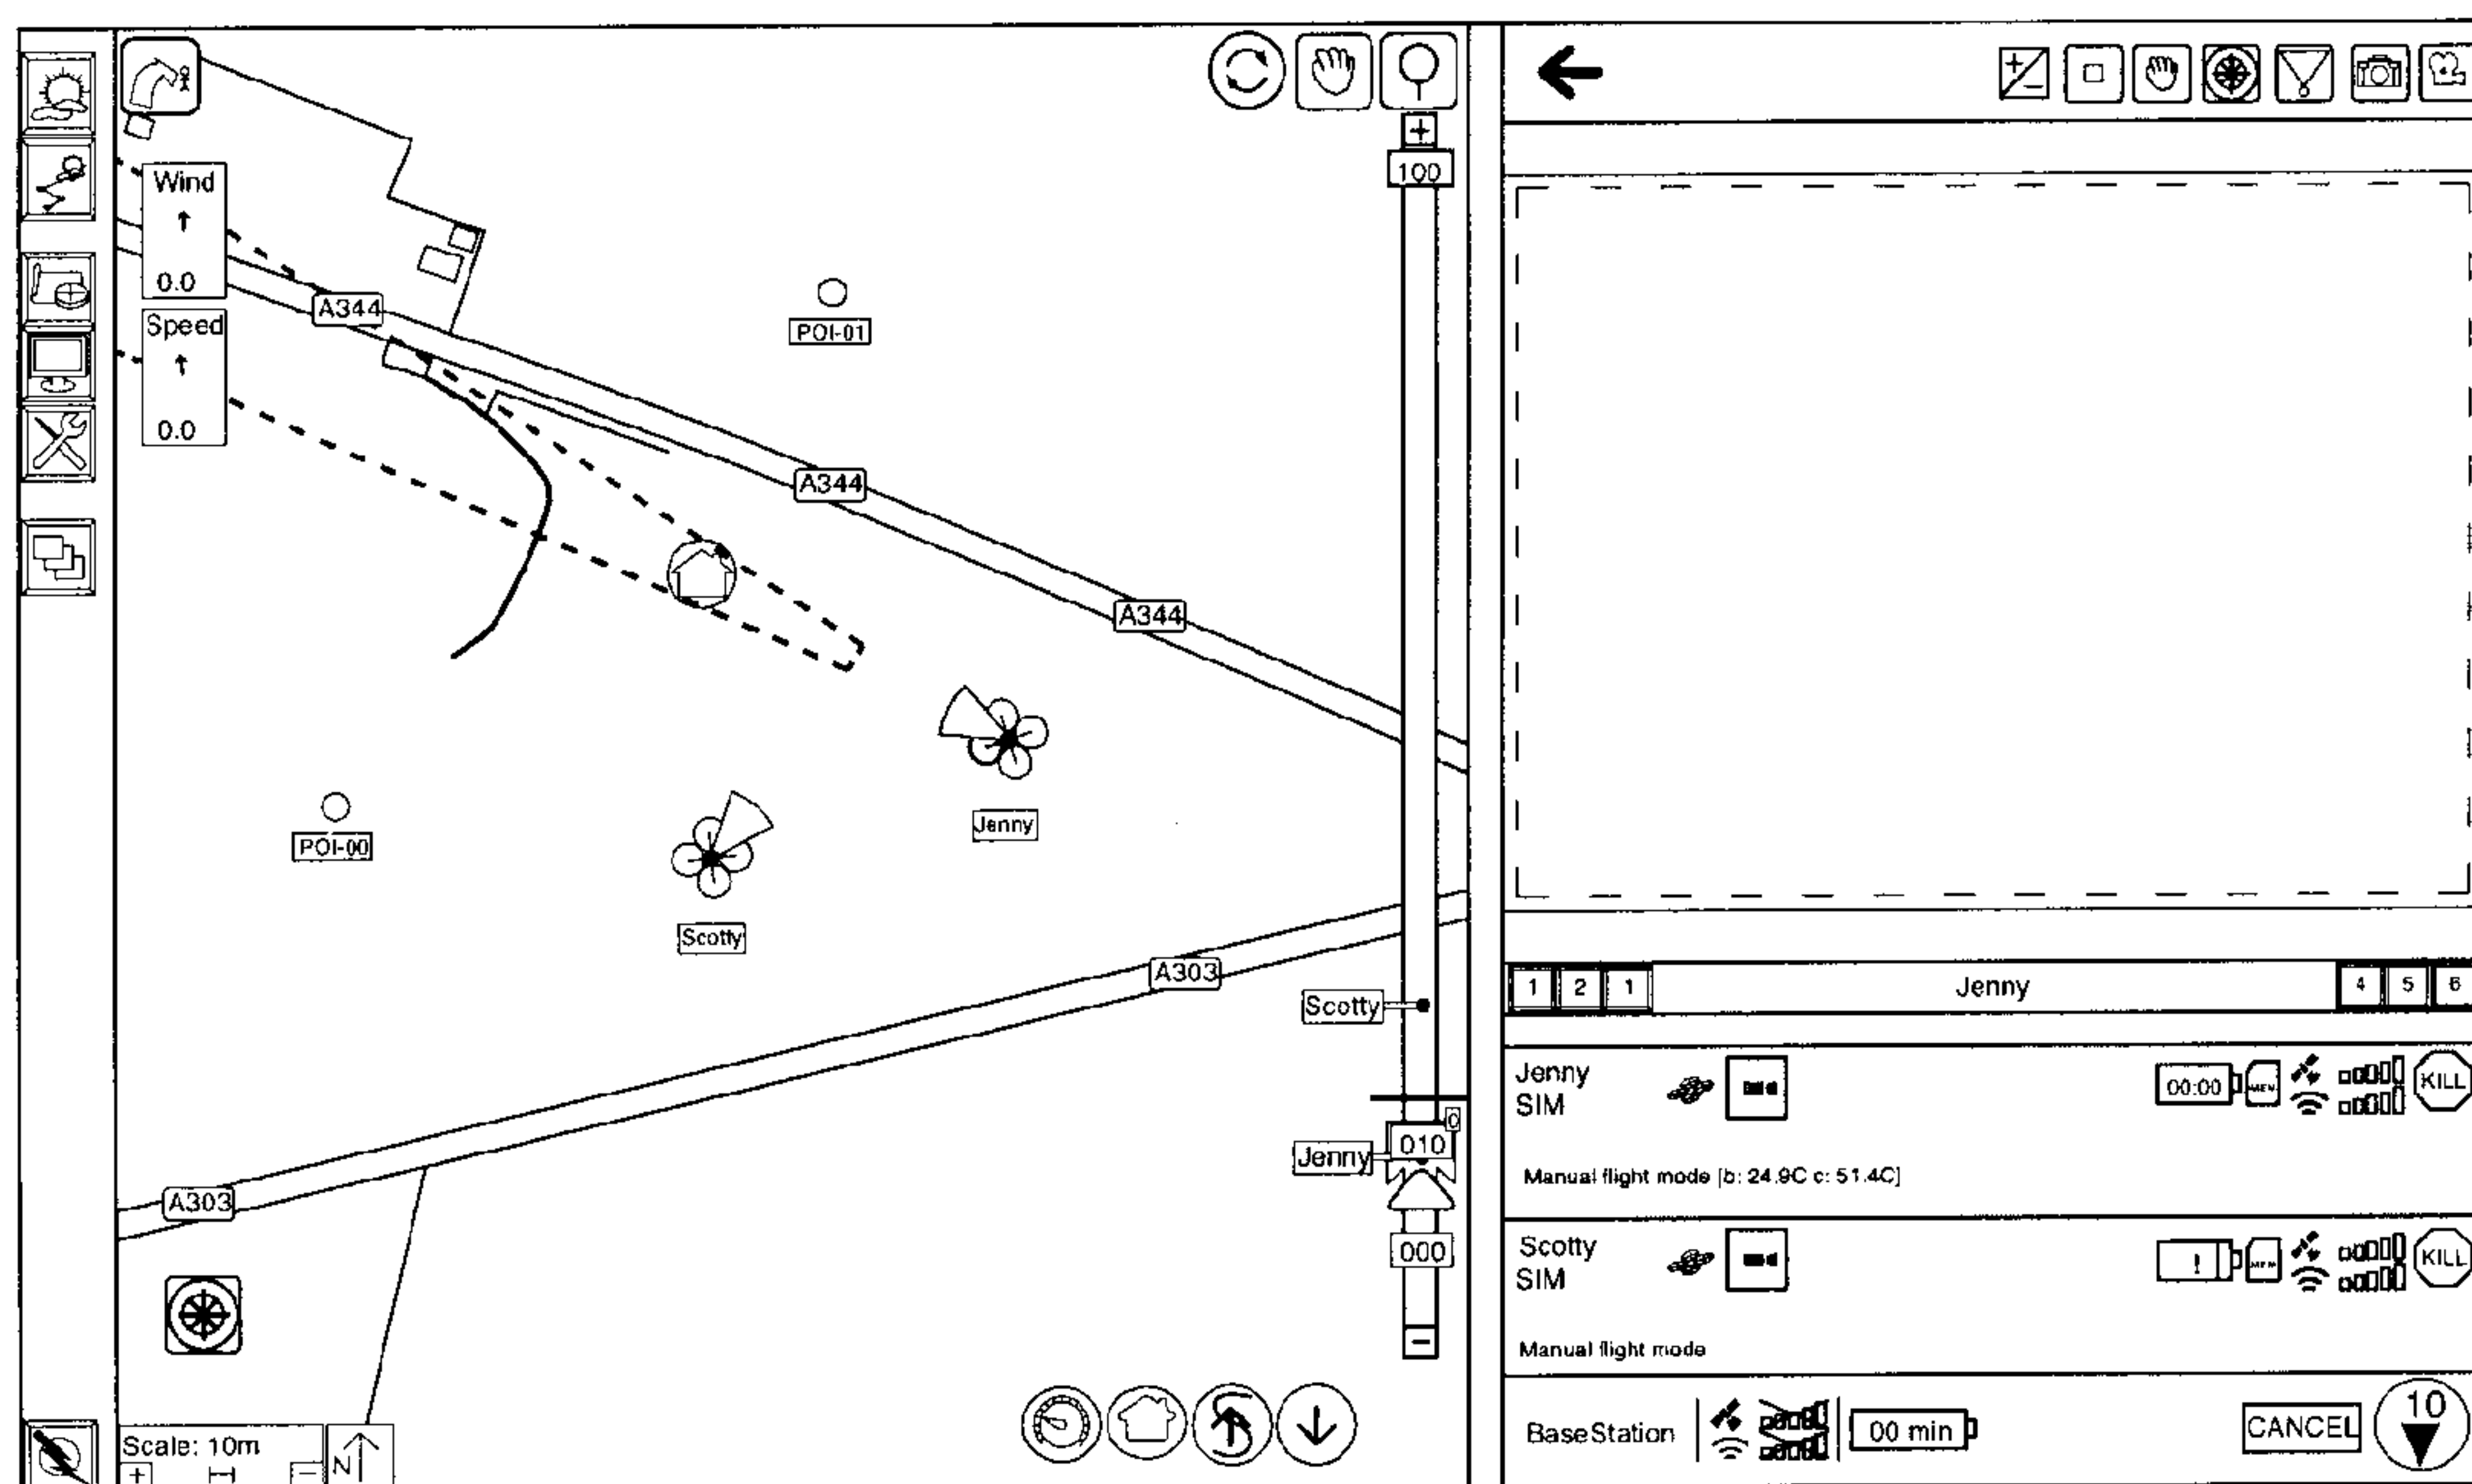 Wind
0.0
Speed
0.0
A344
POI-01
A344
A344
+
100
POI-00
Jenny
Scotty
A303
Scotty
0
010
Jenny
000
-
A303
Scale: 10m
+
-
N
+
-
1 2 1 Jenny 4 5 6
Jenny
SIM
00:00
MEM
KILL
Manual flight mode [b: 24.9C c: 51.4C]
Scotty
SIM
!
MEM
KILL
Manual flight mode
BaseStation
00 min
CANCEL
10